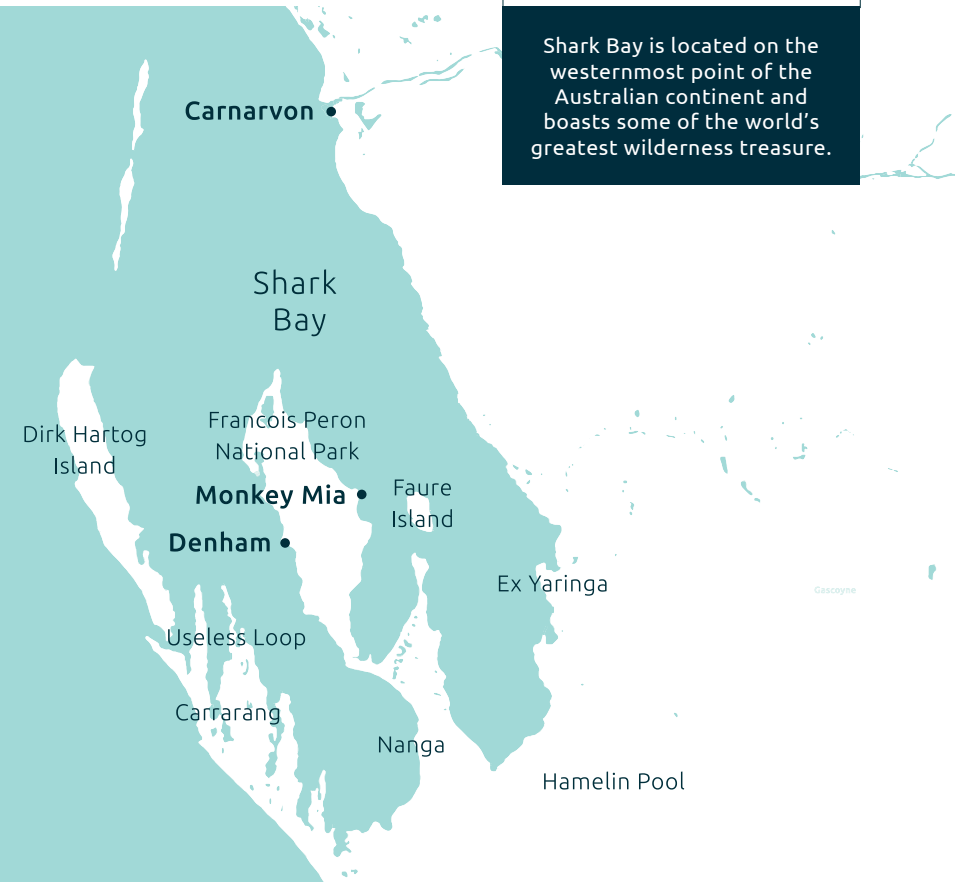 Shark Bay is located on the
westernmost point of the
Australian continent and
boasts some of the world's
greatest wilderness treasure.
Carnarvon
Shark
Bay
Francois Peron
National Park
Dirk Hartog
Island
Monkey Mia
Faure
Island
Denham
Ex Yaringa
Gascoyne
Useless Loop
Carrarang
Nanga
Hamelin Pool